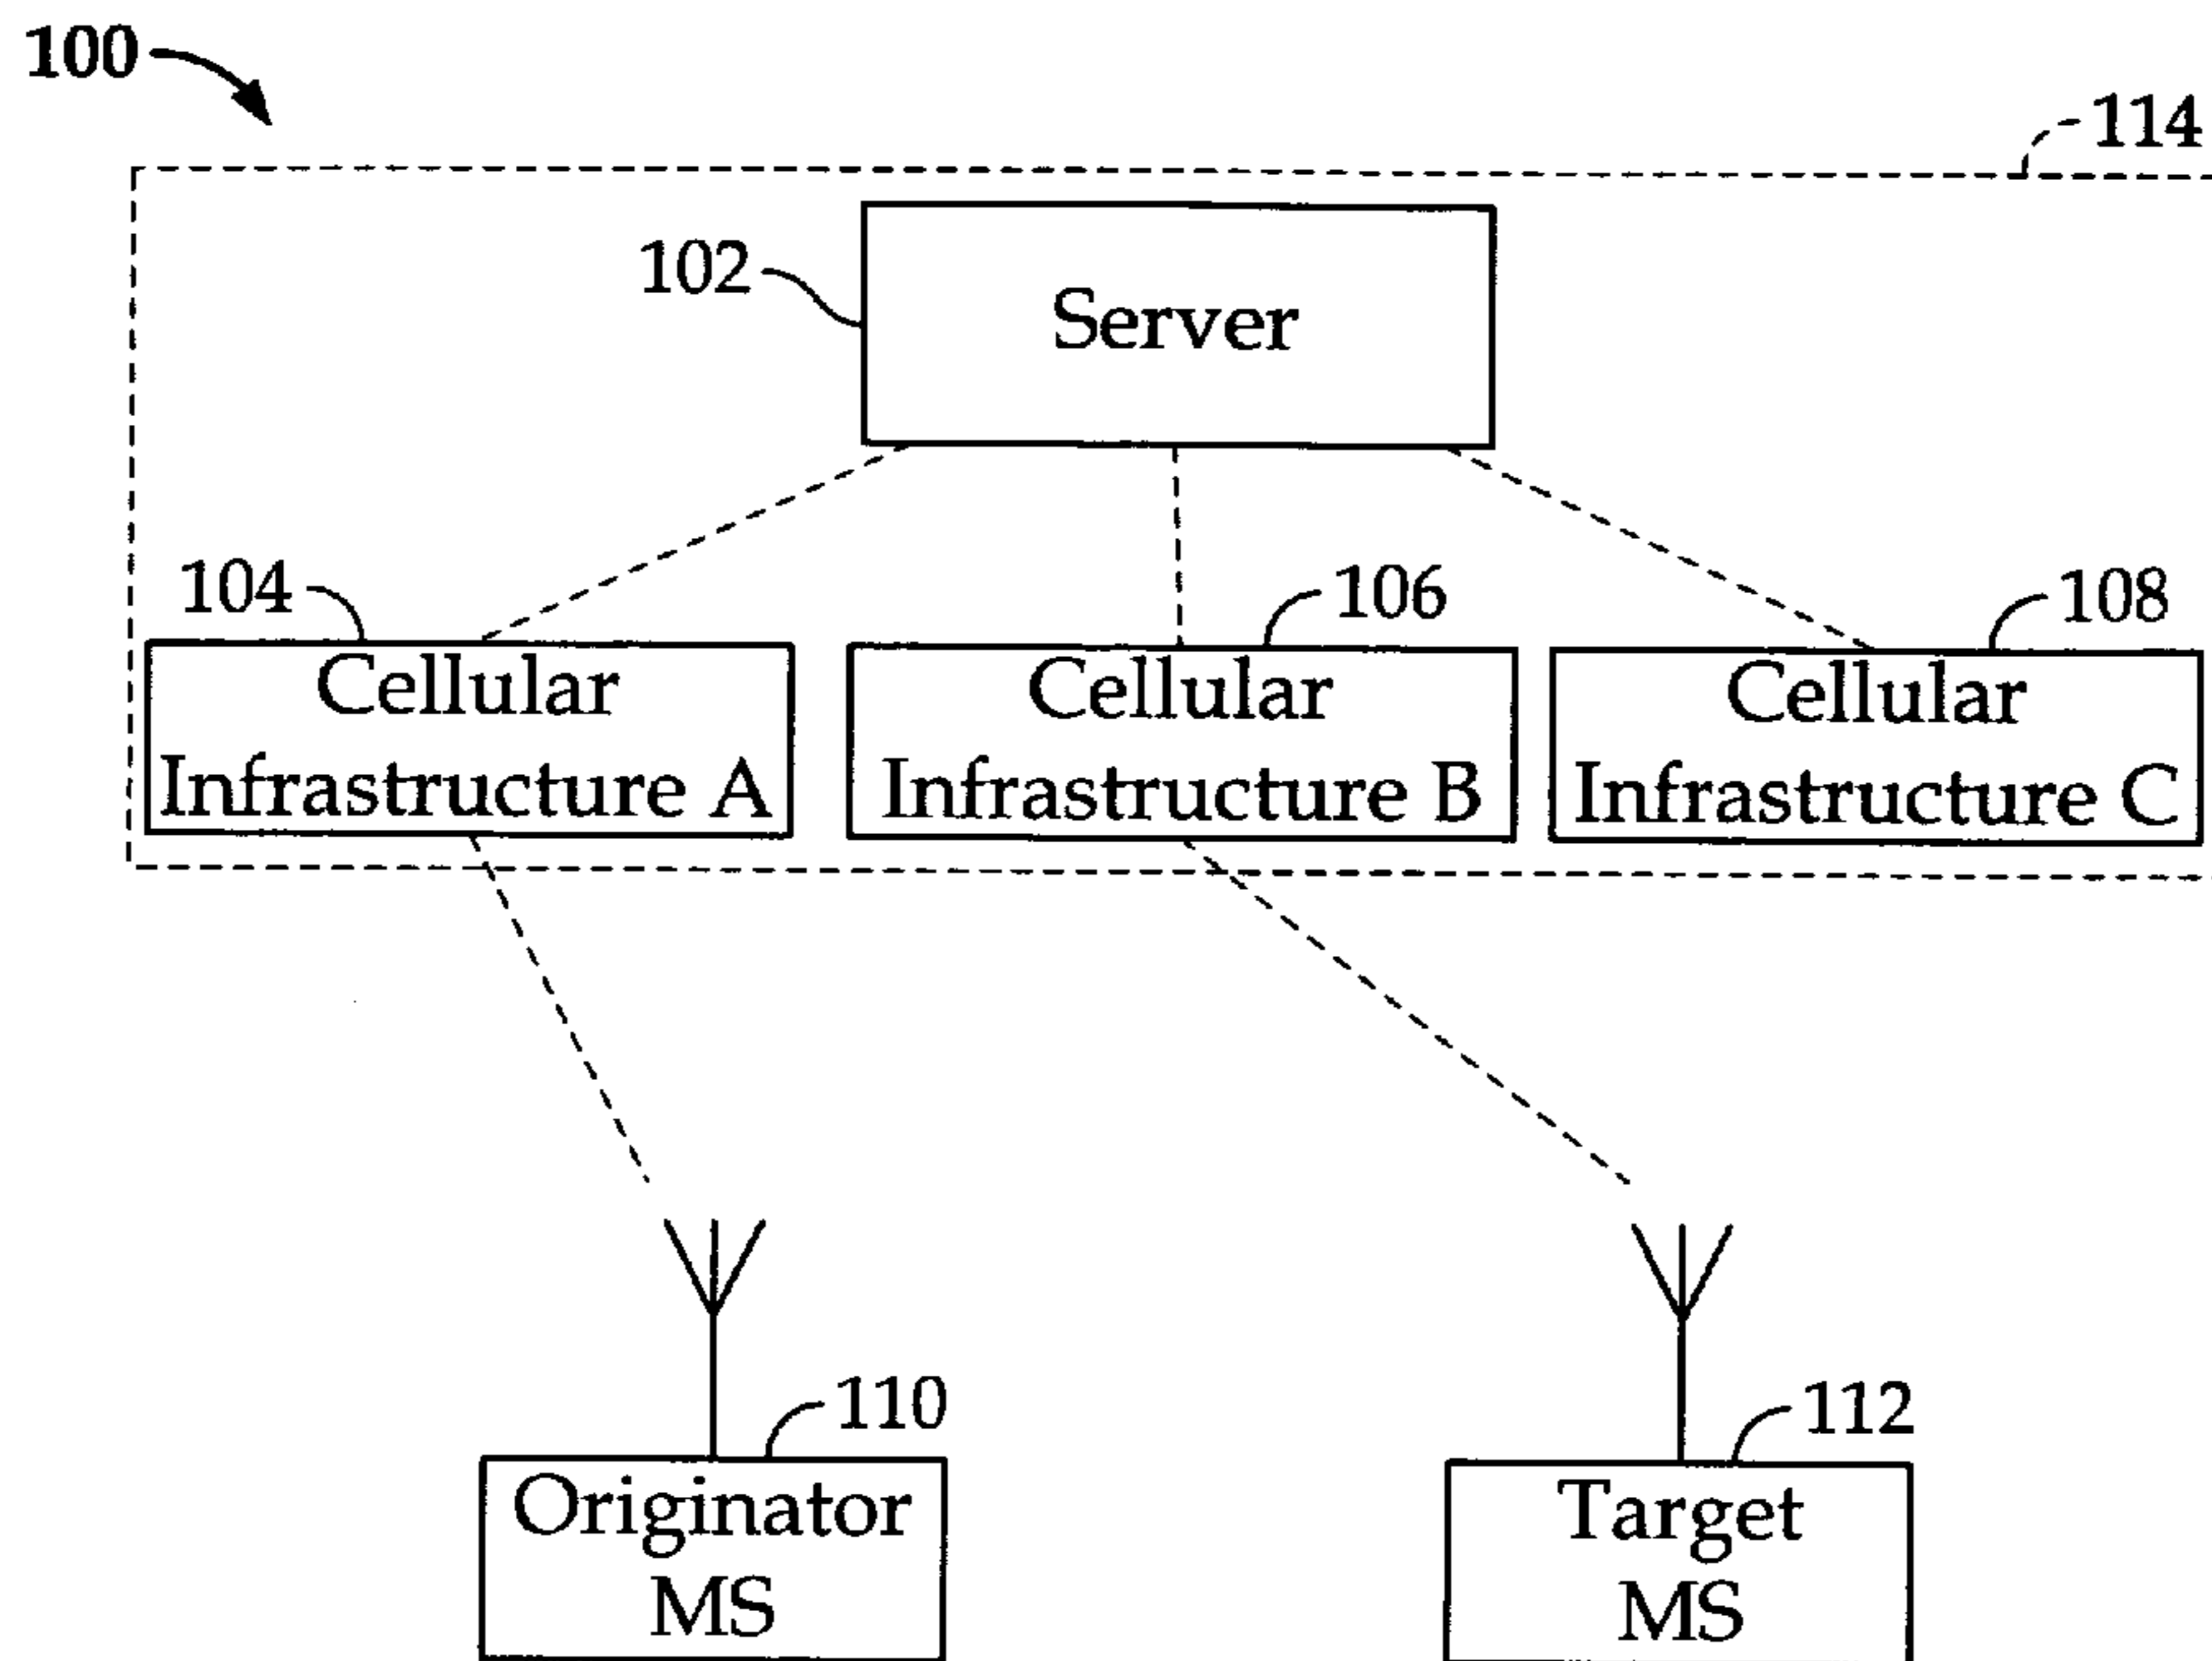 100
114
102
Server
104
106
108
Cellular
Infrastructure A
Cellular
Infrastructure B
Cellular
Infrastructure C
110
112
Originator
MS
Target
MS